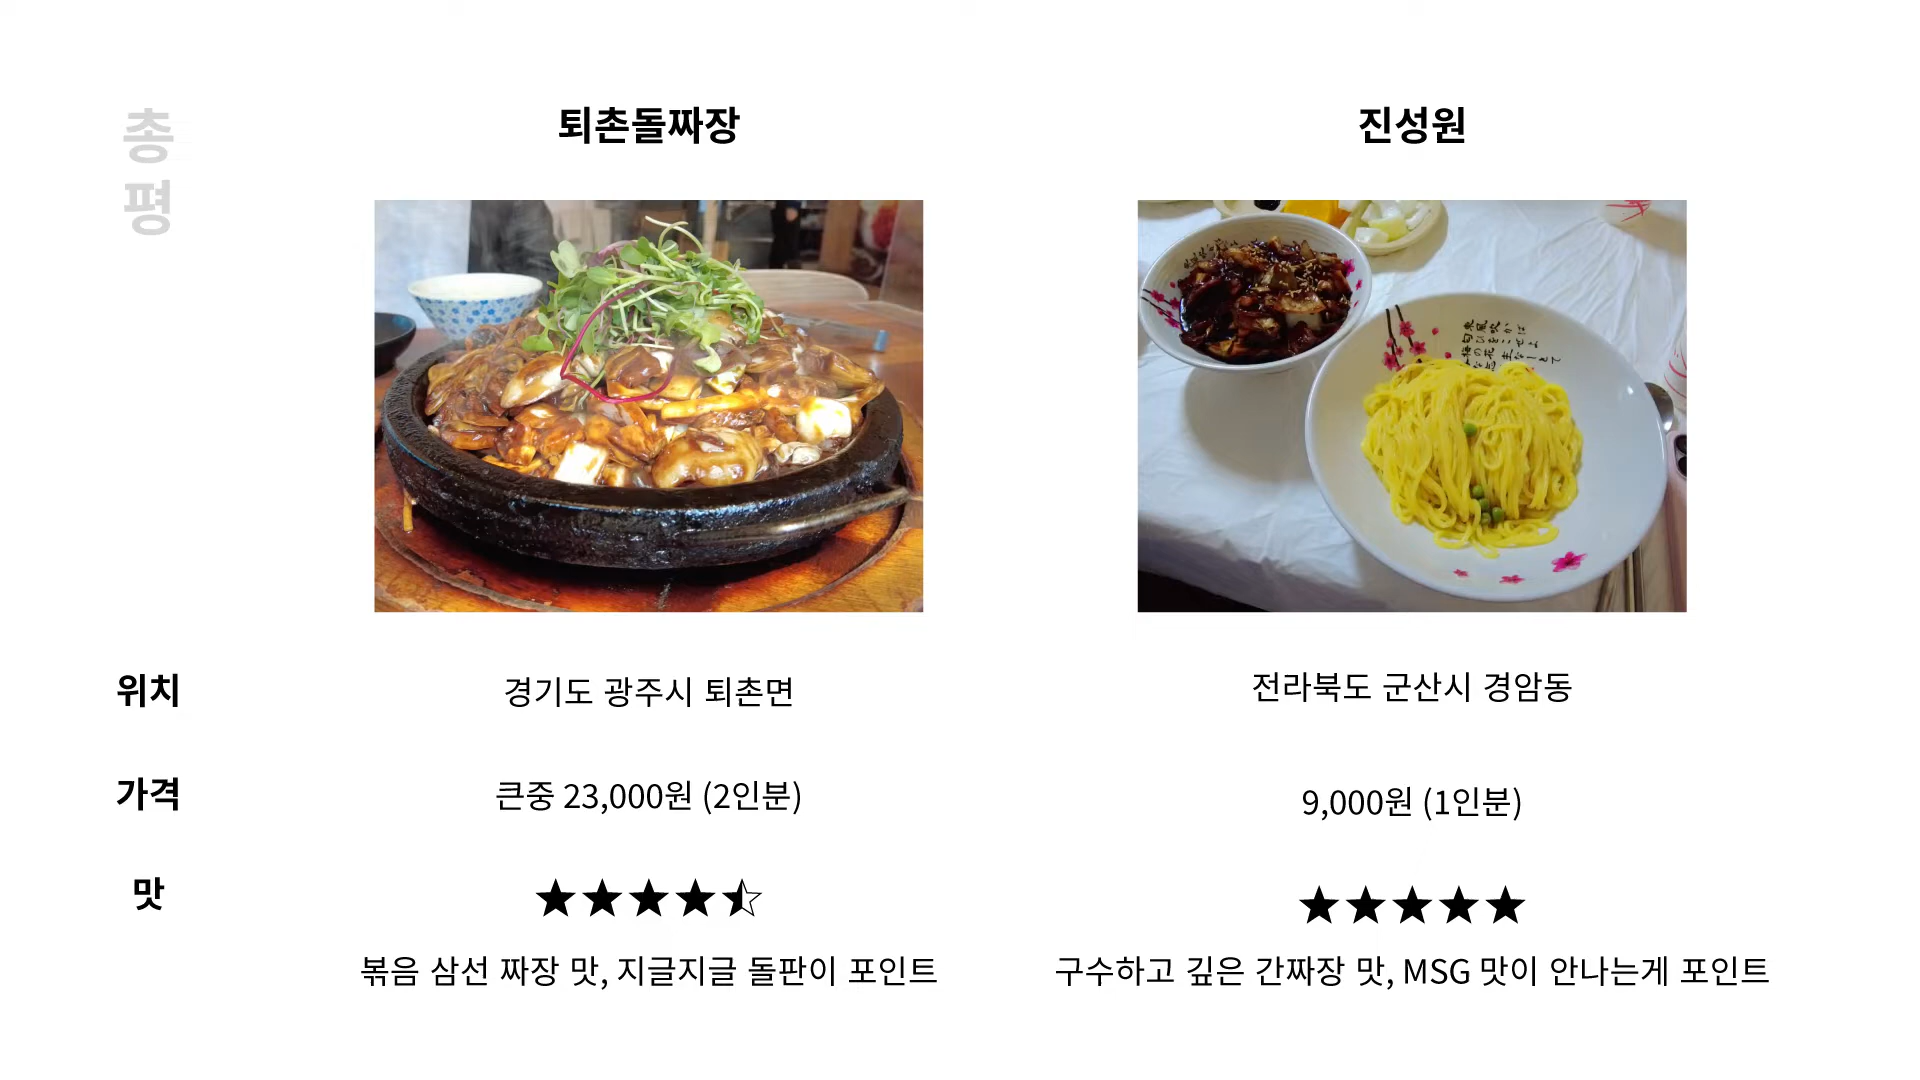 총
평
퇴촌돌짜장
진성원
위치
경기도 광주시 퇴촌면
전라북도 군산시 경암동
가격
큰중 23,000원 (2인분)
9,000원 (1인분)
맛
★★★★⯪
★★★★★
볶음 삼선 짜장 맛, 지글지글 돌판이 포인트
구수하고 깊은 간짜장 맛, MSG 맛이 안나는게 포인트